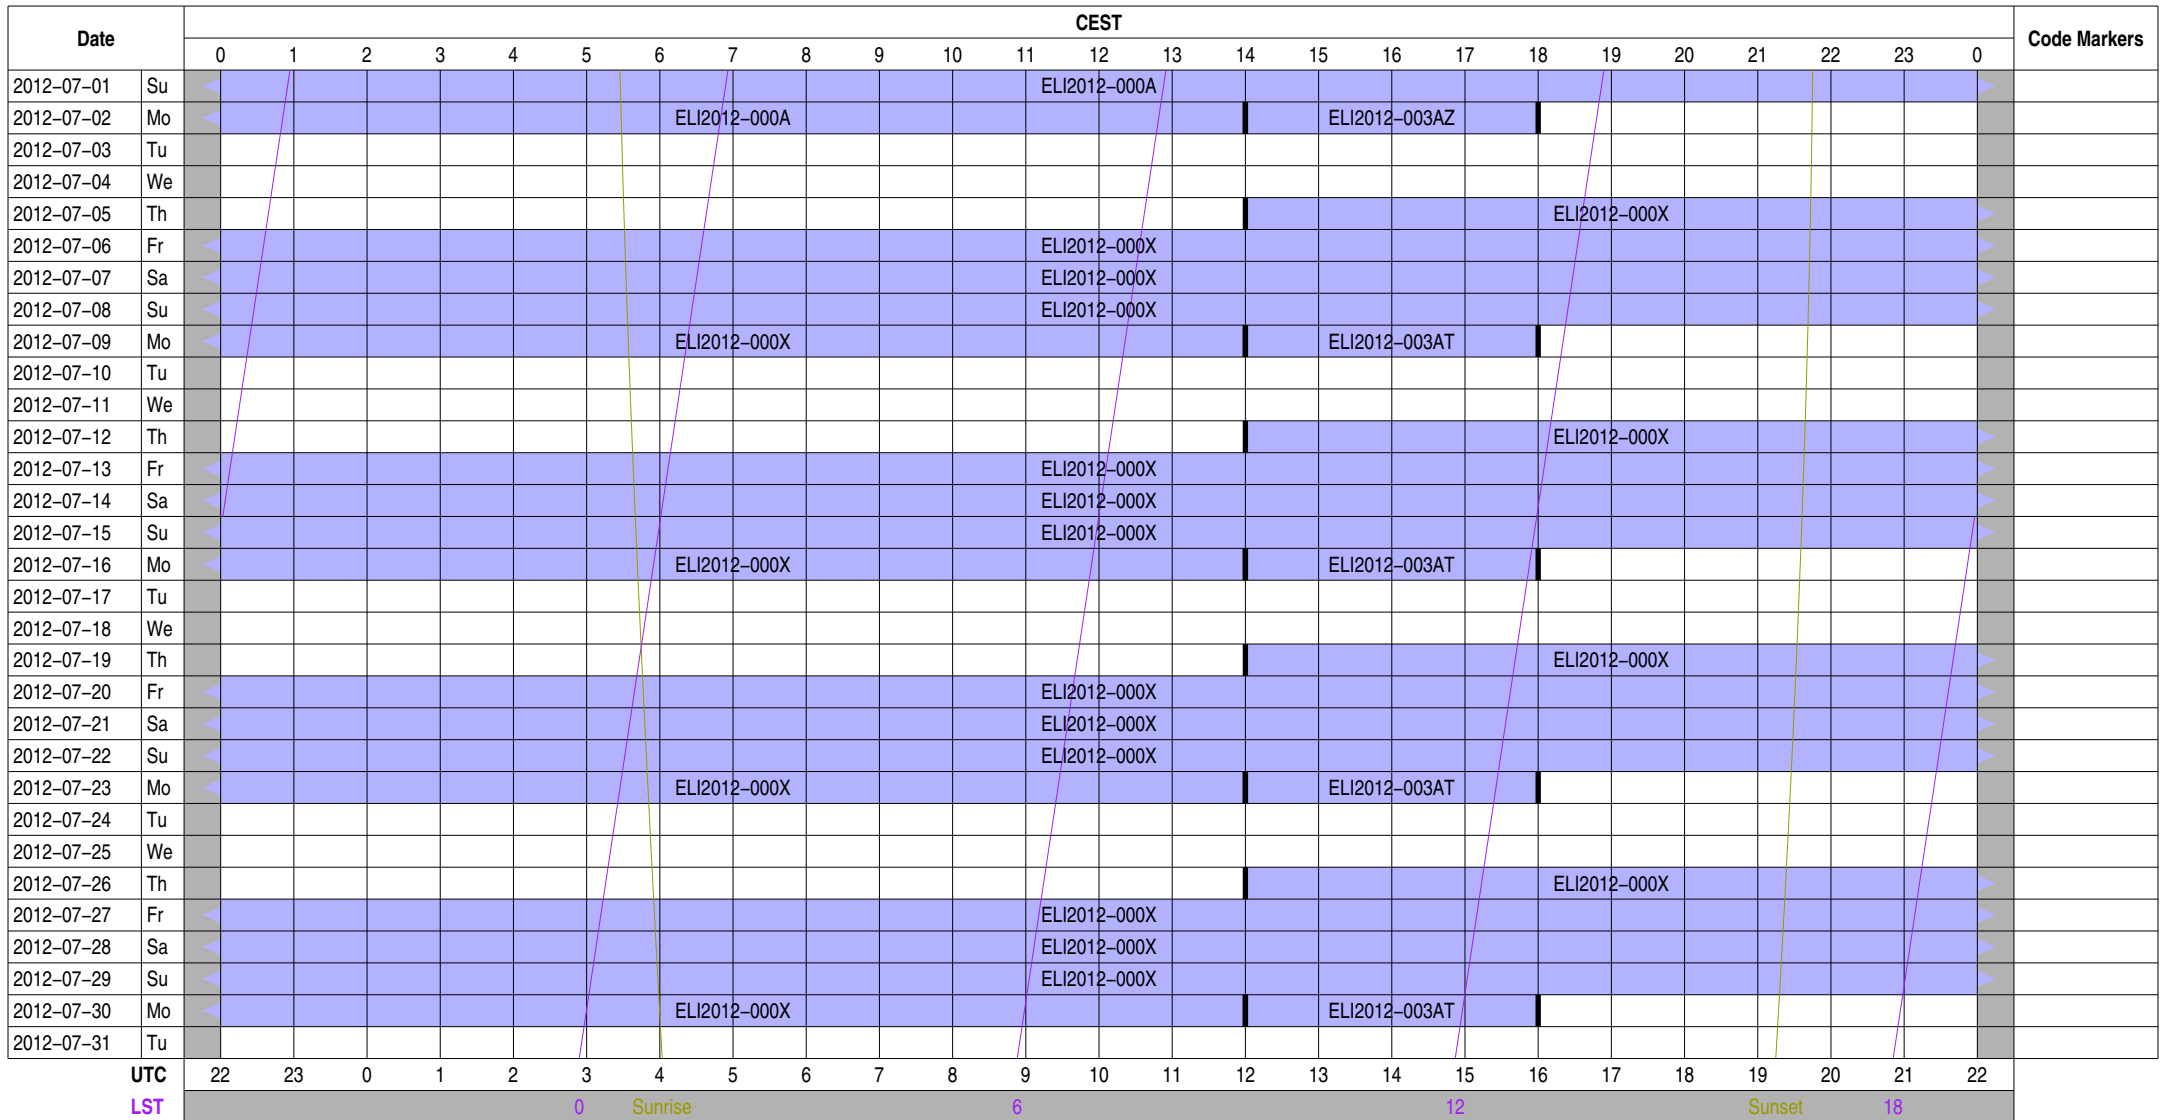 Date CEST Code Markers
0 1 2 3 4 5 6 7 8 9 10 11 12 13 14 15 16 17 18 19 20 21 22 23 0
2012-07-01 Su ELI2012-000A
2012-07-02 Mo ELI2012-000A ELI2012-003AZ
2012-07-03 Tu
2012-07-04 We
2012-07-05 Th ELI2012-000X
2012-07-06 Fr ELI2012-000X
2012-07-07 Sa ELI2012-000X
2012-07-08 Su ELI2012-000X
2012-07-09 Mo ELI2012-000X ELI2012-003AT
2012-07-10 Tu
2012-07-11 We
2012-07-12 Th ELI2012-000X
2012-07-13 Fr ELI2012-000X
2012-07-14 Sa ELI2012-000X
2012-07-15 Su ELI2012-000X
2012-07-16 Mo ELI2012-000X ELI2012-003AT
2012-07-17 Tu
2012-07-18 We
2012-07-19 Th ELI2012-000X
2012-07-20 Fr ELI2012-000X
2012-07-21 Sa ELI2012-000X
2012-07-22 Su ELI2012-000X
2012-07-23 Mo ELI2012-000X ELI2012-003AT
2012-07-24 Tu
2012-07-25 We
2012-07-26 Th ELI2012-000X
2012-07-27 Fr ELI2012-000X
2012-07-28 Sa ELI2012-000X
2012-07-29 Su ELI2012-000X
2012-07-30 Mo ELI2012-000X ELI2012-003AT
2012-07-31 Tu
UTC 22 23 0 1 2 3 4 5 6 7 8 9 10 11 12 13 14 15 16 17 18 19 20 21 22
LST 0 Sunrise 6 12 Sunset 18